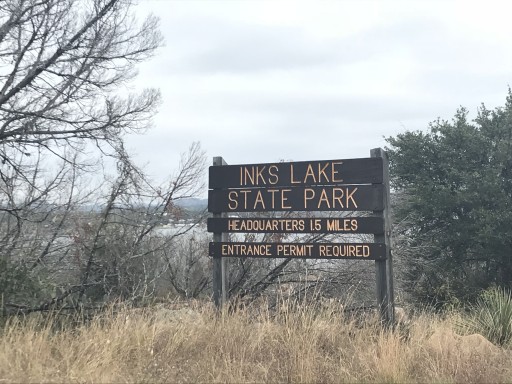 INKS LAKE
STATE PARK
HEADQUARTERS 1.5 MILES
ENTRANCE PERMIT REQUIRED